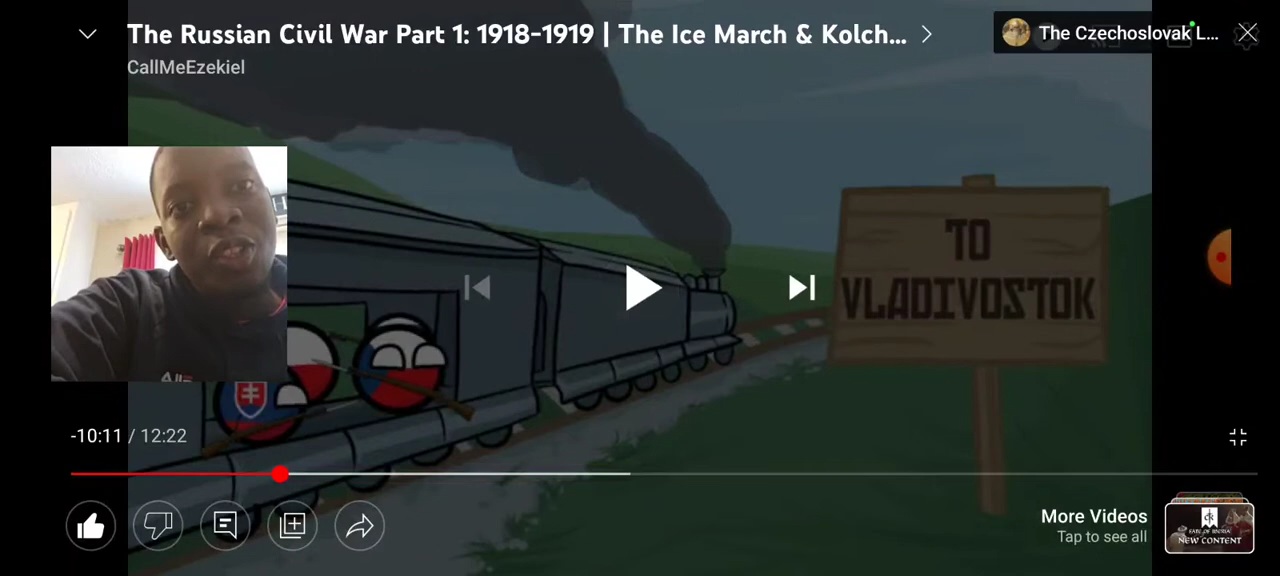 The Russian Civil War Part 1: 1918-1919 | The Ice March & Kolch...
The Czechoslovak L...
CallMeEzekiel
TO
VLADIVOSTOK
-10:11 / 12:22
More Videos
Tap to see all
NEW CONTENT